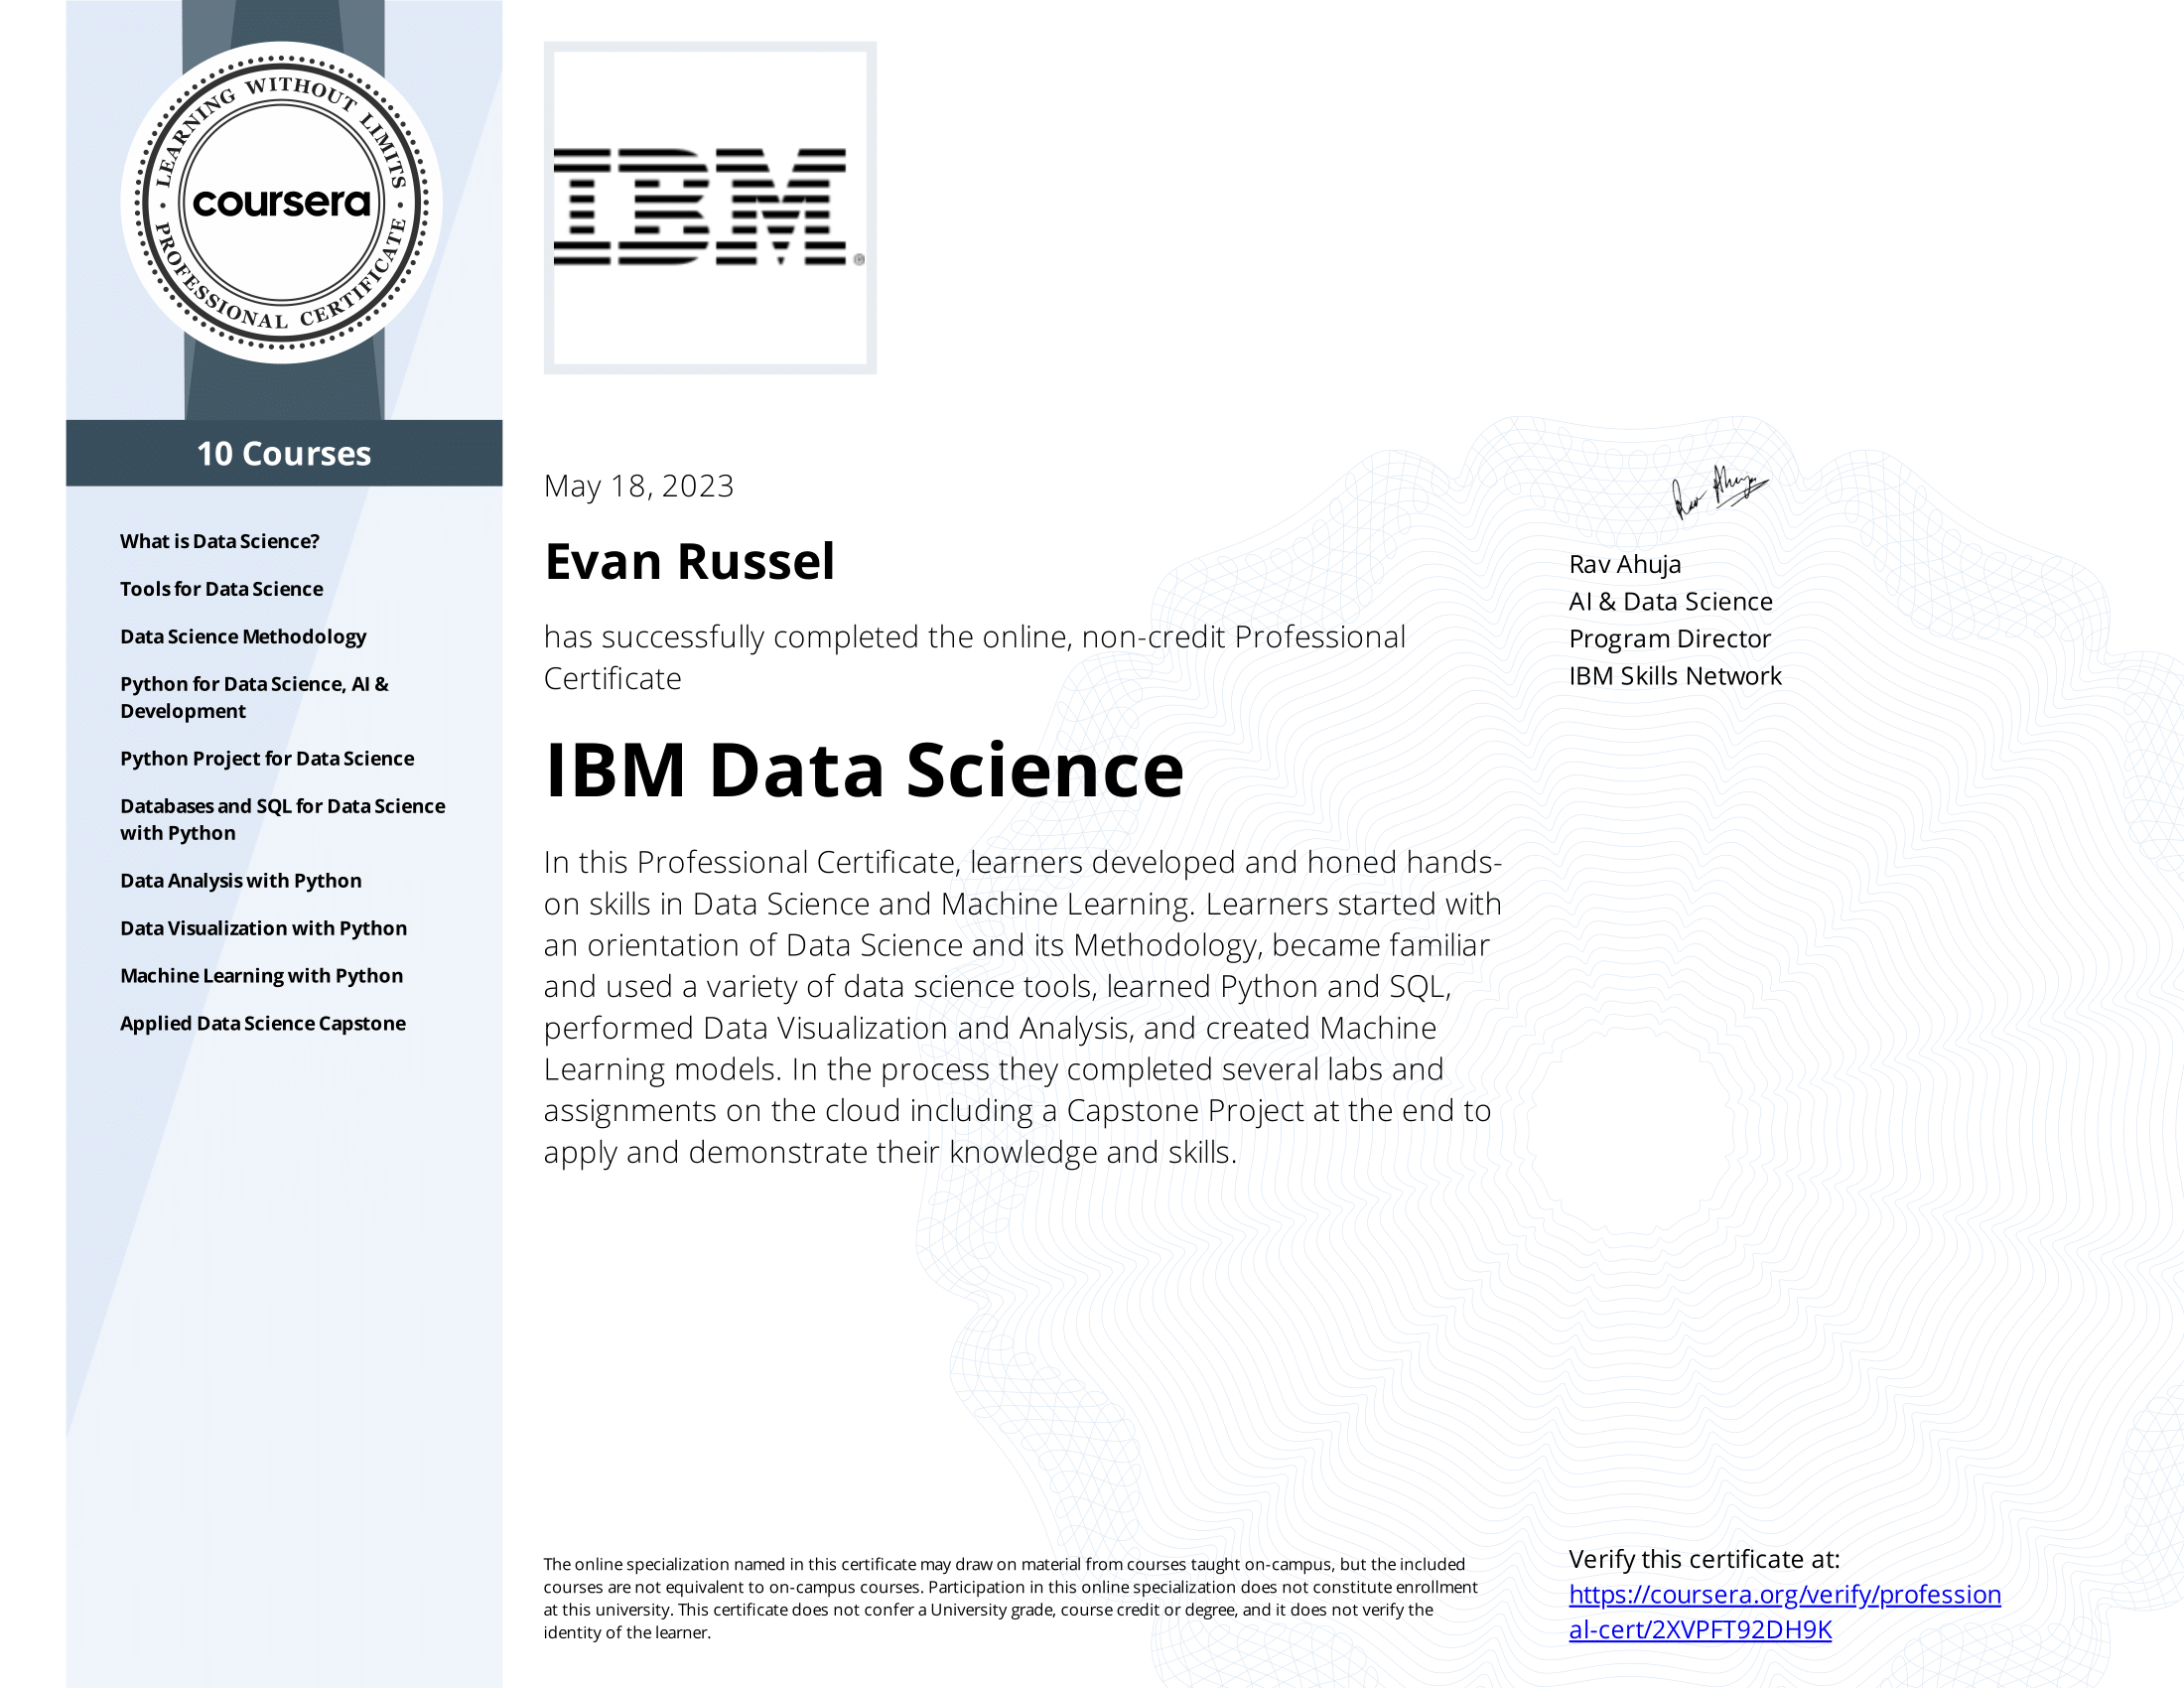 LEARNING WITHOUT LIMITS
coursera
PROFESSIONAL CERTIFICATE
10 Courses
What is Data Science?
Tools for Data Science
Data Science Methodology
Python for Data Science, AI &
Development
Python Project for Data Science
Databases and SQL for Data Science
with Python
Data Analysis with Python
Data Visualization with Python
Machine Learning with Python
Applied Data Science Capstone
IBM®
May 18, 2023
Evan Russel
has successfully completed the online, non-credit Professional
Certificate
IBM Data Science
In this Professional Certificate, learners developed and honed hands-
on skills in Data Science and Machine Learning. Learners started with
an orientation of Data Science and its Methodology, became familiar
and used a variety of data science tools, learned Python and SQL,
performed Data Visualization and Analysis, and created Machine
Learning models. In the process they completed several labs and
assignments on the cloud including a Capstone Project at the end to
apply and demonstrate their knowledge and skills.
Rav Ahuja
Rav Ahuja
AI & Data Science
Program Director
IBM Skills Network
The online specialization named in this certificate may draw on material from courses taught on-campus, but the included
courses are not equivalent to on-campus courses. Participation in this online specialization does not constitute enrollment
at this university. This certificate does not confer a University grade, course credit or degree, and it does not verify the
identity of the learner.
Verify this certificate at:
https://coursera.org/verify/profession
al-cert/2XVPFT92DH9K